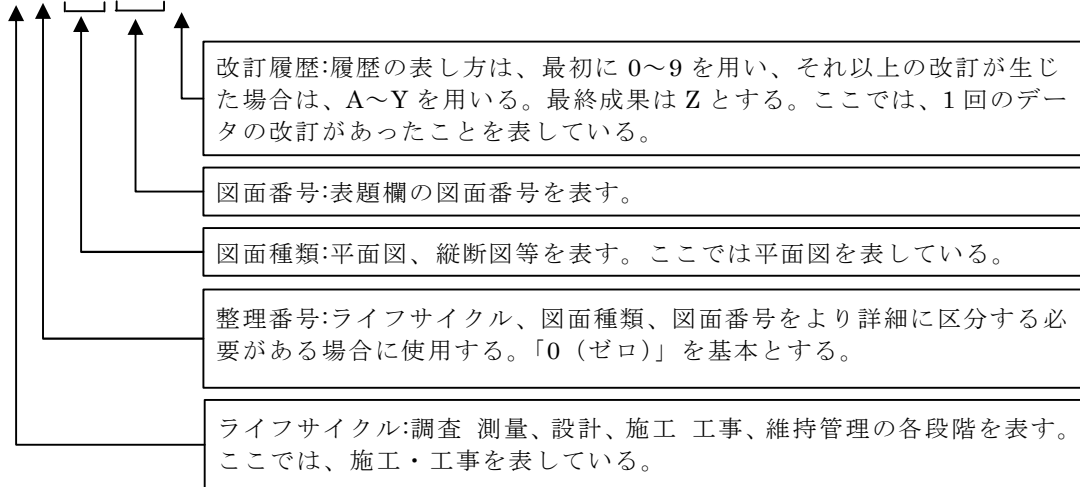 改訂履歴:履歴の表し方は、最初に 0~9 を用い、それ以上の改訂が生じ
た場合は、A~Y を用いる。最終成果は Z とする。ここでは、1 回のデー
タの改訂があったことを表している。
図面番号:表題欄の図面番号を表す。
図面種類:平面図、縦断図等を表す。ここでは平面図を表している。
整理番号:ライフサイクル、図面種類、図面番号をより詳細に区分する必
要がある場合に使用する。「0（ゼロ）」を基本とする。
ライフサイクル:調査 測量、設計、施工 工事、維持管理の各段階を表す。
ここでは、施工・工事を表している。